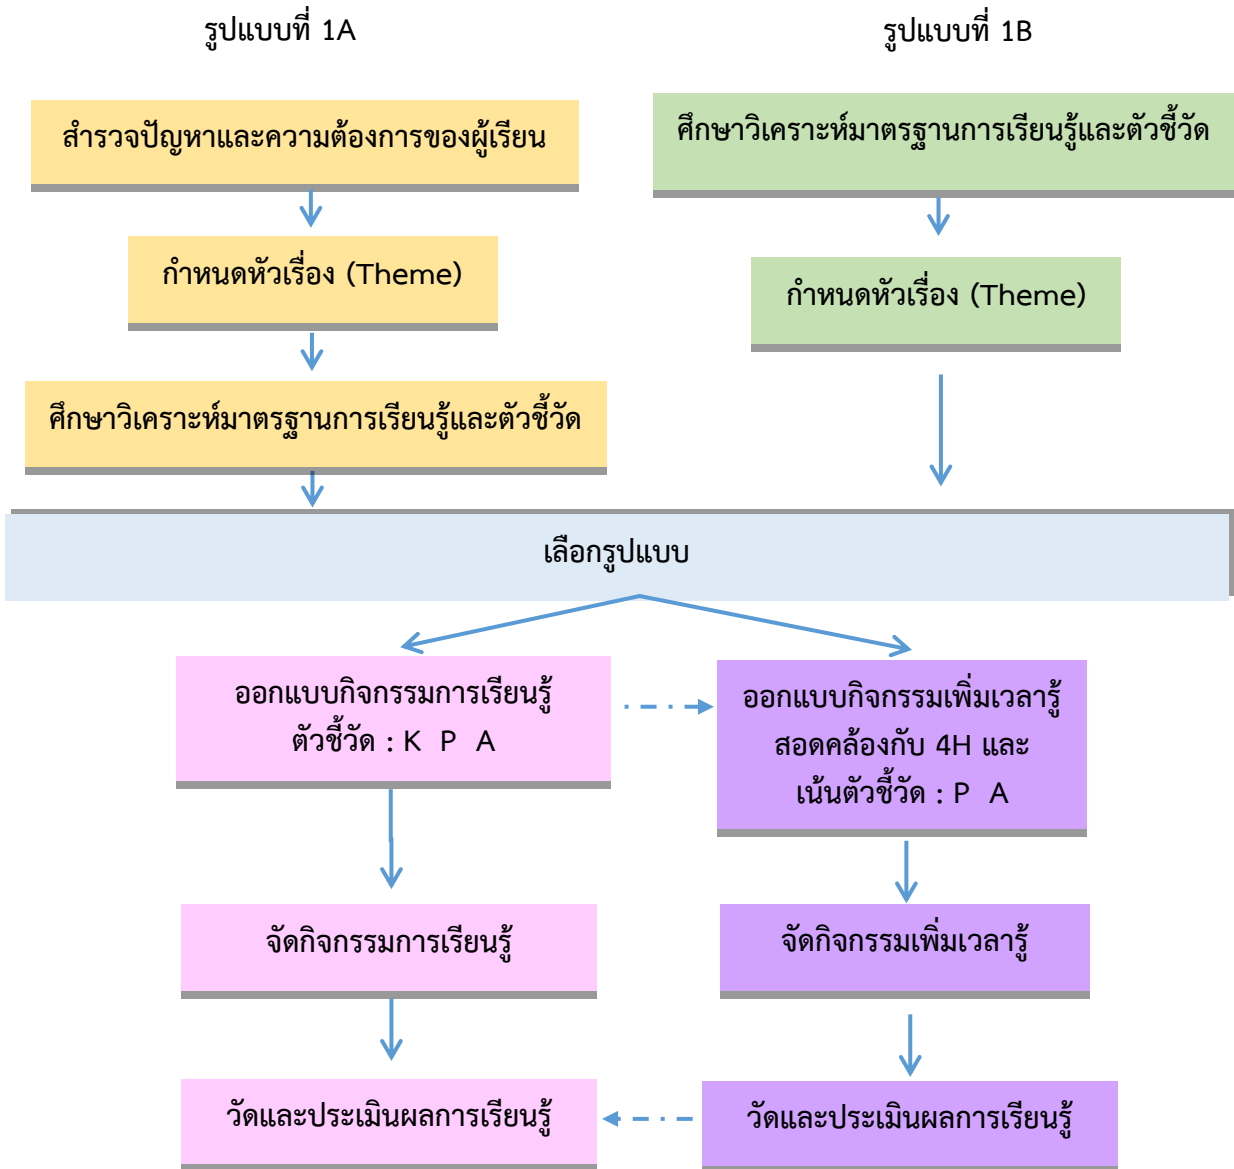 รูปแบบที่ 1A
รูปแบบที่ 1B
สำรวจปัญหาและความต้องการของผู้เรียน
ศึกษาวิเคราะห์มาตรฐานการเรียนรู้และตัวชี้วัด
กำหนดหัวเรื่อง (Theme)
กำหนดหัวเรื่อง (Theme)
ศึกษาวิเคราะห์มาตรฐานการเรียนรู้และตัวชี้วัด
เลือกรูปแบบ
ออกแบบกิจกรรมการเรียนรู้
ตัวชี้วัด : K P A
ออกแบบกิจกรรมเพิ่มเวลารู้
สอดคล้องกับ 4H และ
เน้นตัวชี้วัด : P A
จัดกิจกรรมการเรียนรู้
จัดกิจกรรมเพิ่มเวลารู้
วัดและประเมินผลการเรียนรู้
วัดและประเมินผลการเรียนรู้